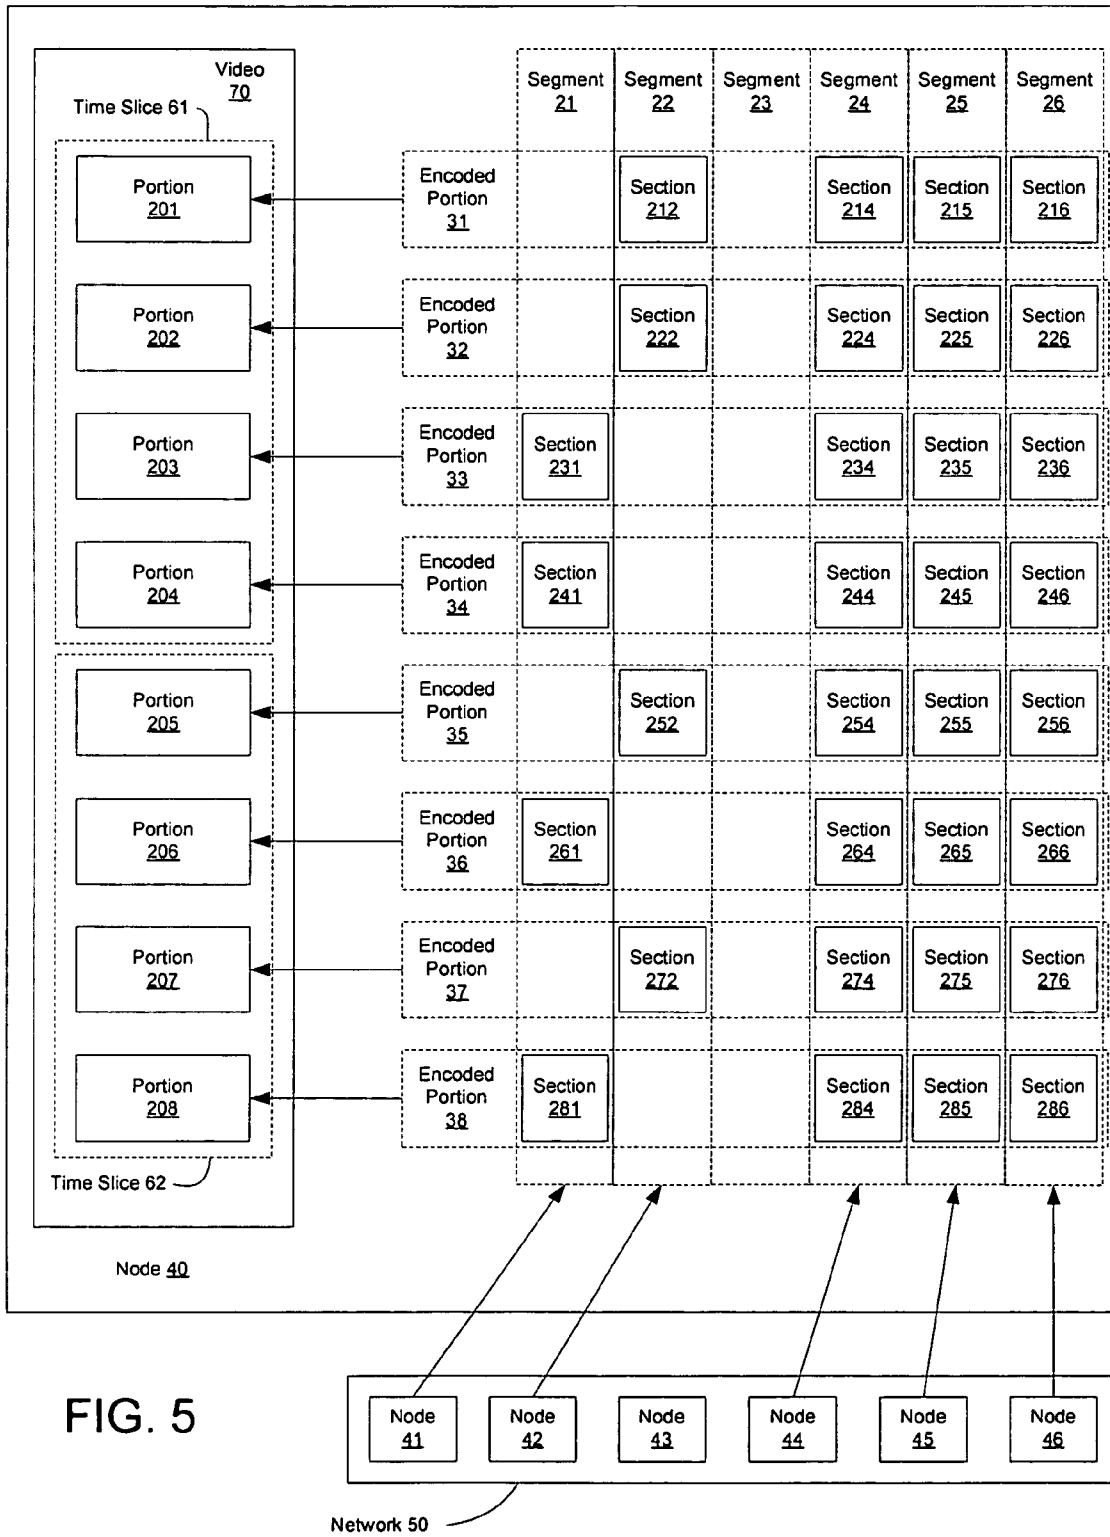 Video
70
Time Slice 61
Segment
21
Segment
22
Segment
23
Segment
24
Segment
25
Segment
26
Portion
201
Encoded
Portion
31
Section
212
Section
214
Section
215
Section
216
Portion
202
Encoded
Portion
32
Section
222
Section
224
Section
225
Section
226
Portion
203
Encoded
Portion
33
Section
231
Section
234
Section
235
Section
236
Portion
204
Encoded
Portion
34
Section
241
Section
244
Section
245
Section
246
Portion
205
Encoded
Portion
35
Section
252
Section
254
Section
255
Section
256
Portion
206
Encoded
Portion
36
Section
261
Section
264
Section
265
Section
266
Portion
207
Encoded
Portion
37
Section
272
Section
274
Section
275
Section
276
Portion
208
Encoded
Portion
38
Section
281
Section
284
Section
285
Section
286
Time Slice 62
Node 40
FIG. 5
Node
41
Node
42
Node
43
Node
44
Node
45
Node
46
Network 50